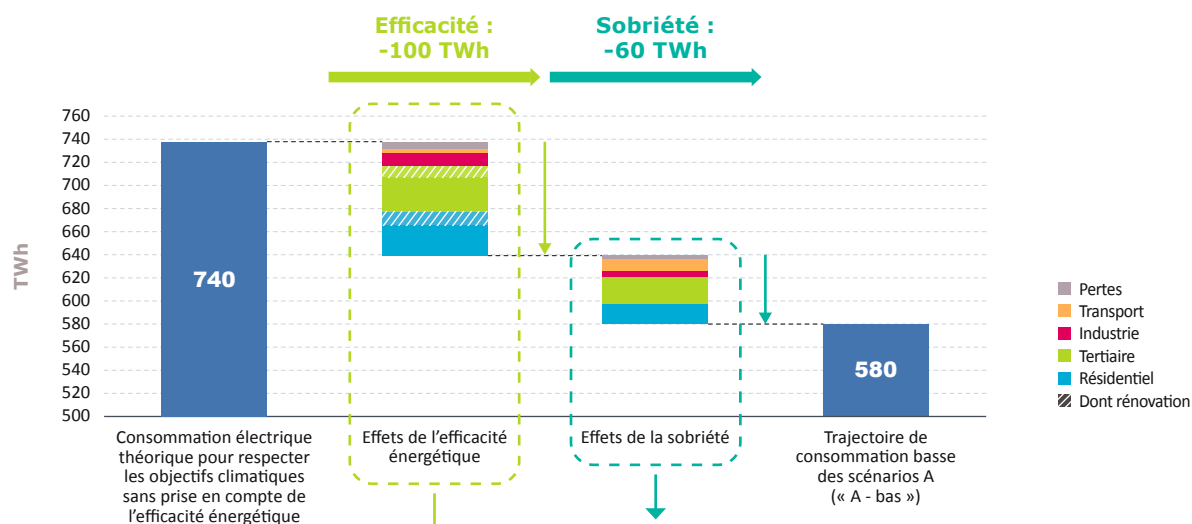 Efficacité :
-100 TWh
Sobriété :
-60 TWh
TWh
760
740
720
700
680
660
640
620
600
580
560
540
520
500
740
580
Consommation électrique
théorique pour respecter
les objectifs climatiques
sans prise en compte de
l'efficacité énergétique
Effets de l'efficacité
énergétique
Effets de la sobriété
Trajectoire de
consommation basse
des scénarios A
(« A - bas »)
Pertes
Transport
Industrie
Tertiaire
Résidentiel
Dont rénovation